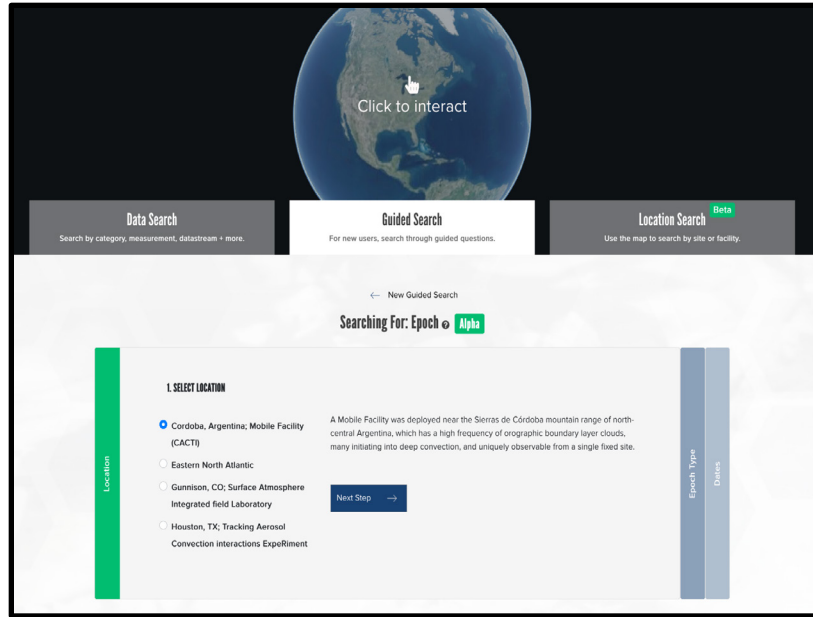 Click to interact
Data Search
Search by category, measurement, datastream + more.
Guided Search
For new users, search through guided questions.
Beta
Location Search
Use the map to search by site or facility.
← New Guided Search
Searching For: Epoch ? Alpha
Location
1. SELECT LOCATION
Cordoba, Argentina; Mobile Facility
(CACTI)
Eastern North Atlantic
Gunnison, CO; Surface Atmosphere
Integrated field Laboratory
Houston, TX; Tracking Aerosol
Convection interactions ExpeRiment
A Mobile Facility was deployed near the Sierras de Córdoba mountain range of north-
central Argentina, which has a high frequency of orographic boundary layer clouds,
many initiating into deep convection, and uniquely observable from a single fixed site.
Next Step →
Epoch Type
Dates